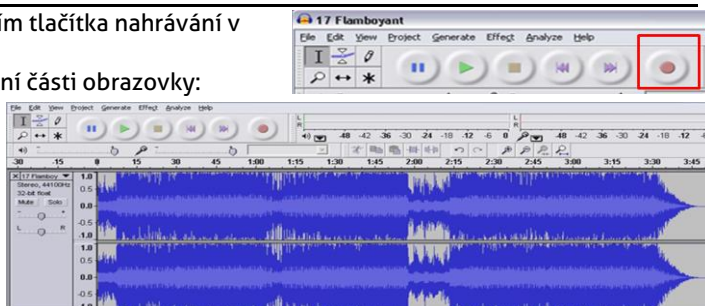 ím tlačítka nahrávání v
17 Flamboyant
File Edit View Project Generate Effect Analyze Help
ní části obrazovky:
File Edit View Project Generate Effect Analyze Help
L
R
-48 -42 -36 -30 -24 -18 -12 -6 0
L
R
-48 -42 -36 -30 -24 -18 -12
-30 -15 0 15 30 45 1:00 1:15 1:30 1:45 2:00 2:15 2:30 2:45 3:00 3:15 3:30 3:45
17 Flamboy
Stereo, 44100Hz
32-bit float
Mute Solo
- +
L R
1.0
0.5
0.0
-0.5
-1.0
1.0
0.5
0.0
-0.5
-1.0